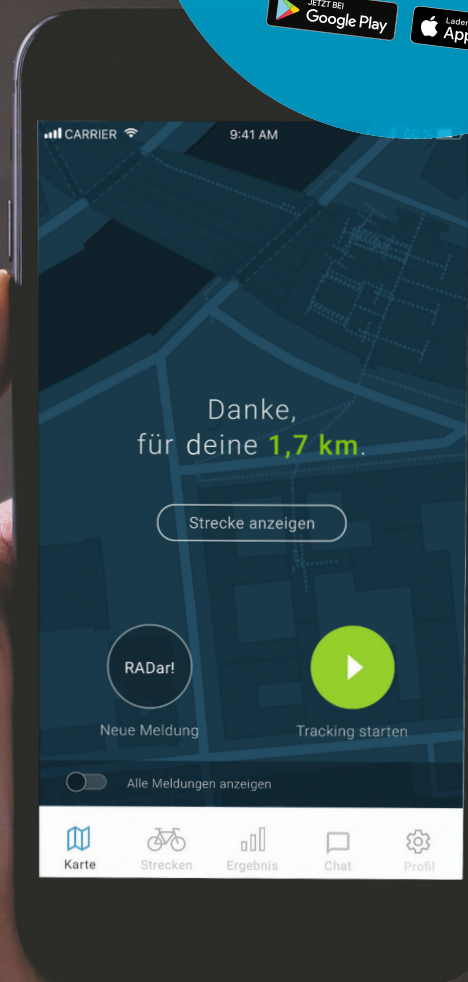 JETZT BEI
Google Play
Laden
App
CARRIER
9:41 AM
Danke,
für deine 1,7 km.
Strecke anzeigen
RADar!
Neue Meldung
Tracking starten
Alle Meldungen anzeigen
Karte
Strecken
Ergebnis
Chat
Profil